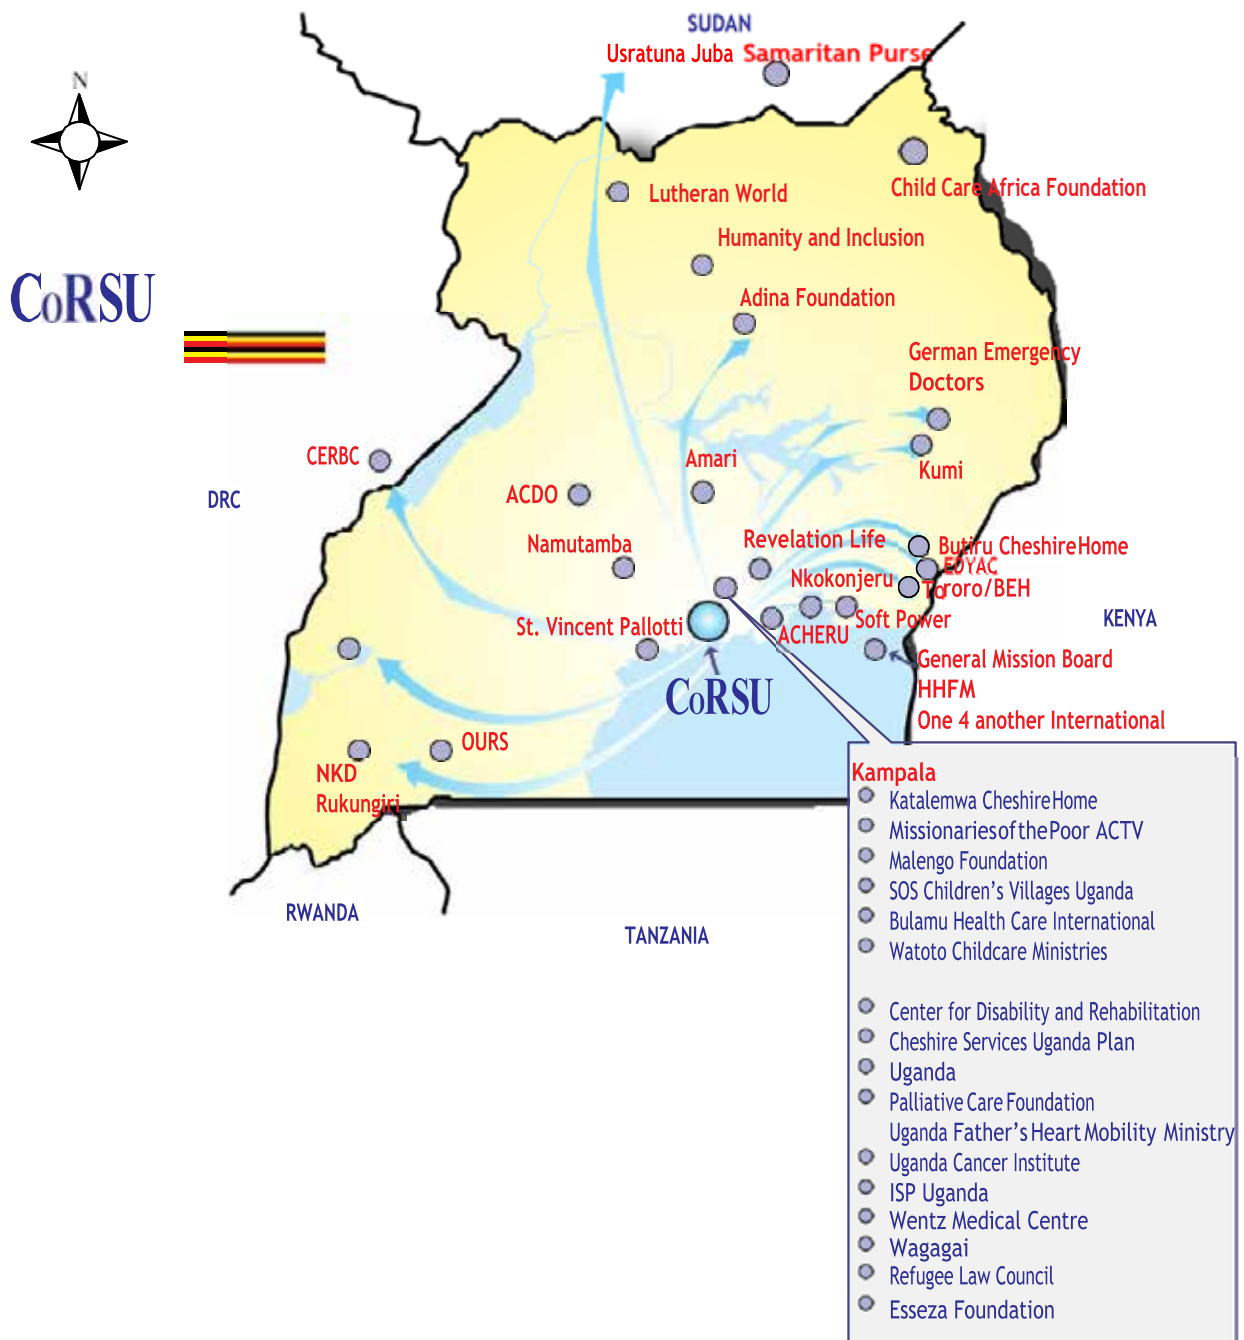 SUDAN
Usratuna Juba Samaritan Purse
N
Child Care Africa Foundation
Lutheran World
Humanity and Inclusion
CoRSU
Adina Foundation
German Emergency
Doctors
CERBC
Amari
Kumi
DRC
ACDO
Namutamba
Revelation Life
Butiru Cheshire Home
EDYAC
Nkokonjeru
Tororo/BEH
St. Vincent Pallotti
ACHERU
Soft Power
KENYA
General Mission Board
HHFM
One 4 another International
CoRSU
OURS
NKD
Rukungiri
RWANDA
TANZANIA
Kampala
Katalemwa Cheshire Home
Missionaries of the Poor ACTV
Malengo Foundation
SOS Children's Villages Uganda
Bulamu Health Care International
Watoto Childcare Ministries
Center for Disability and Rehabilitation
Cheshire Services Uganda Plan
Uganda
Palliative Care Foundation
Uganda Father's Heart Mobility Ministry
Uganda Cancer Institute
ISP Uganda
Wentz Medical Centre
Wagagai
Refugee Law Council
Esseza Foundation